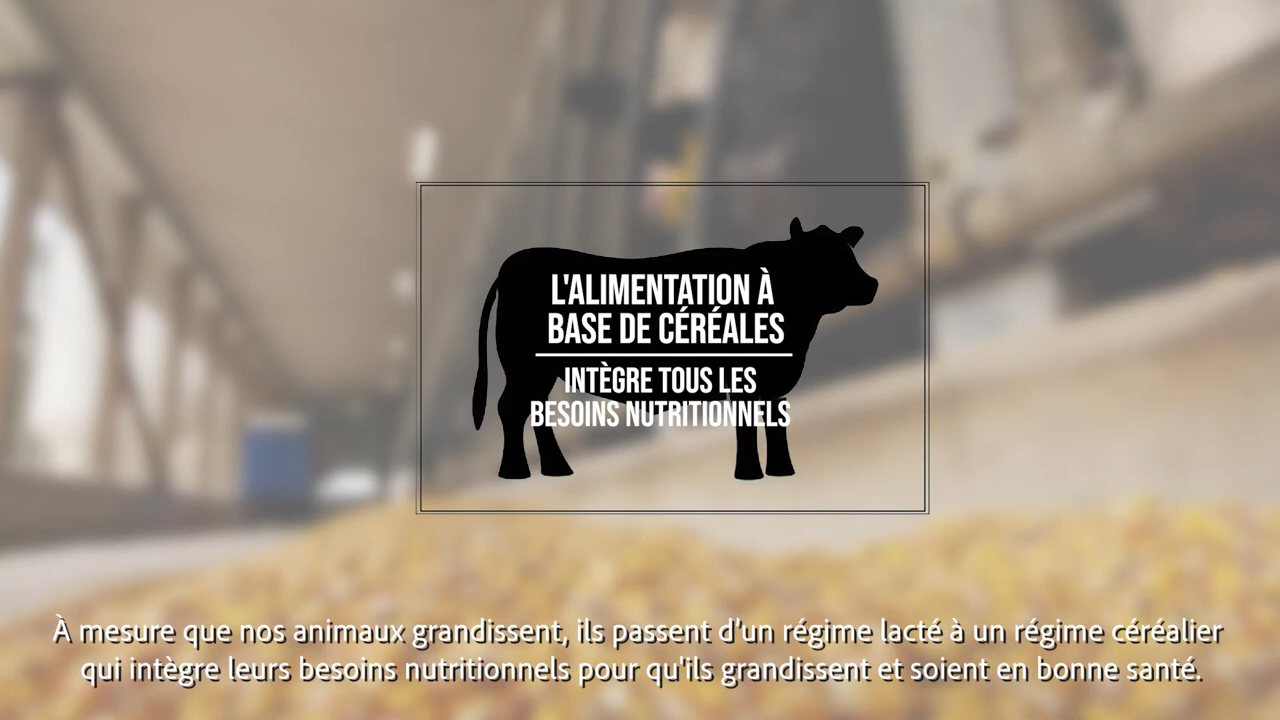 L'ALIMENTATION À
BASE DE CÉRÉALES
INTÈGRE TOUS LES
BESOINS NUTRITIONNELS
À mesure que nos animaux grandissent, ils passent d'un régime lacté à un régime céréalier
qui intègre leurs besoins nutritionnels pour qu'ils grandissent et soient en bonne santé.